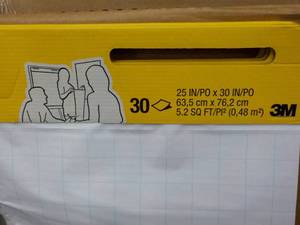 30
25 IN/PO x 30 IN/PO
63,5 cm x 76,2 cm
5.2 SQ FT/PI² (0,48 m²)
3M